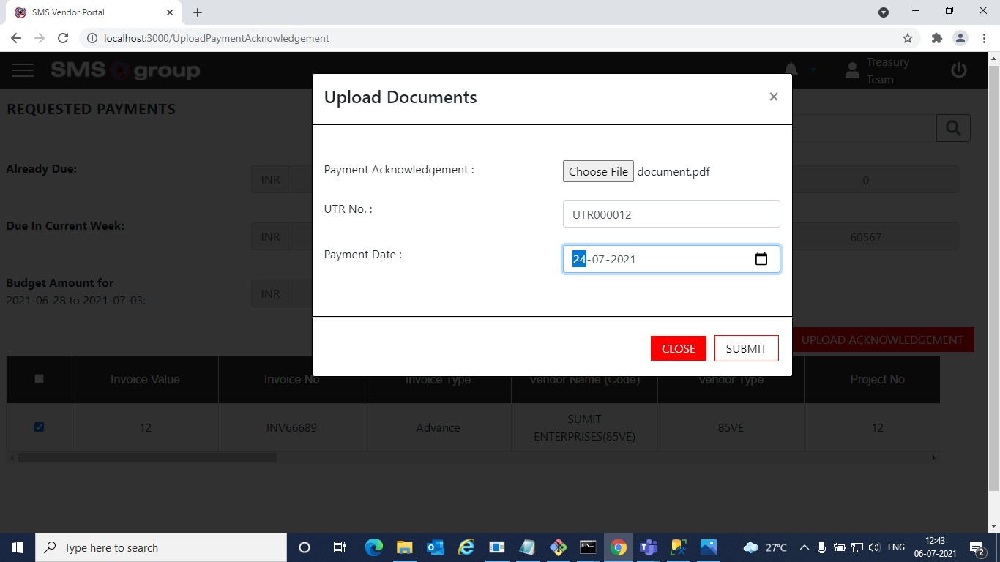 SMS Vendor Portal
localhost:3000/UploadPaymentAcknowledgement
SMS group
Treasury
Team
REQUESTED PAYMENTS
Upload Documents
×
Already Due:
INR
0
Payment Acknowledgement :
Choose File document.pdf
UTR No. :
UTR000012
Due In Current Week:
INR
60567
Payment Date :
24-07-2021
Budget Amount for
2021-06-28 to 2021-07-03:
INR
CLOSE
SUBMIT
UPLOAD ACKNOWLEDGEMENT
Invoice Value Invoice No Invoice Type Vendor Name (Code) Vendor Type Project No
12 INV66689 Advance SUMIT ENTERPRISES(85VE) 85VE 12
Type here to search
27°C
ENG
12:43
06-07-2021
2